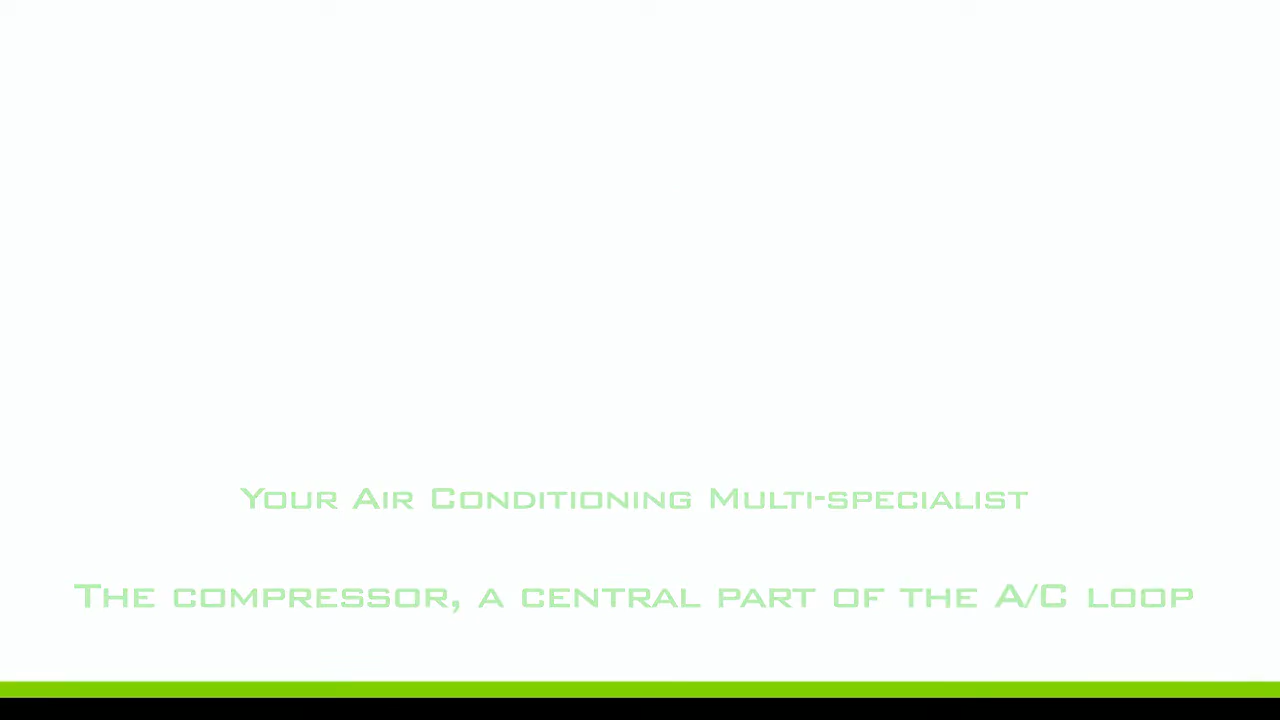 Your Air Conditioning Multi-specialist
The compressor, a central part of the A/C loop